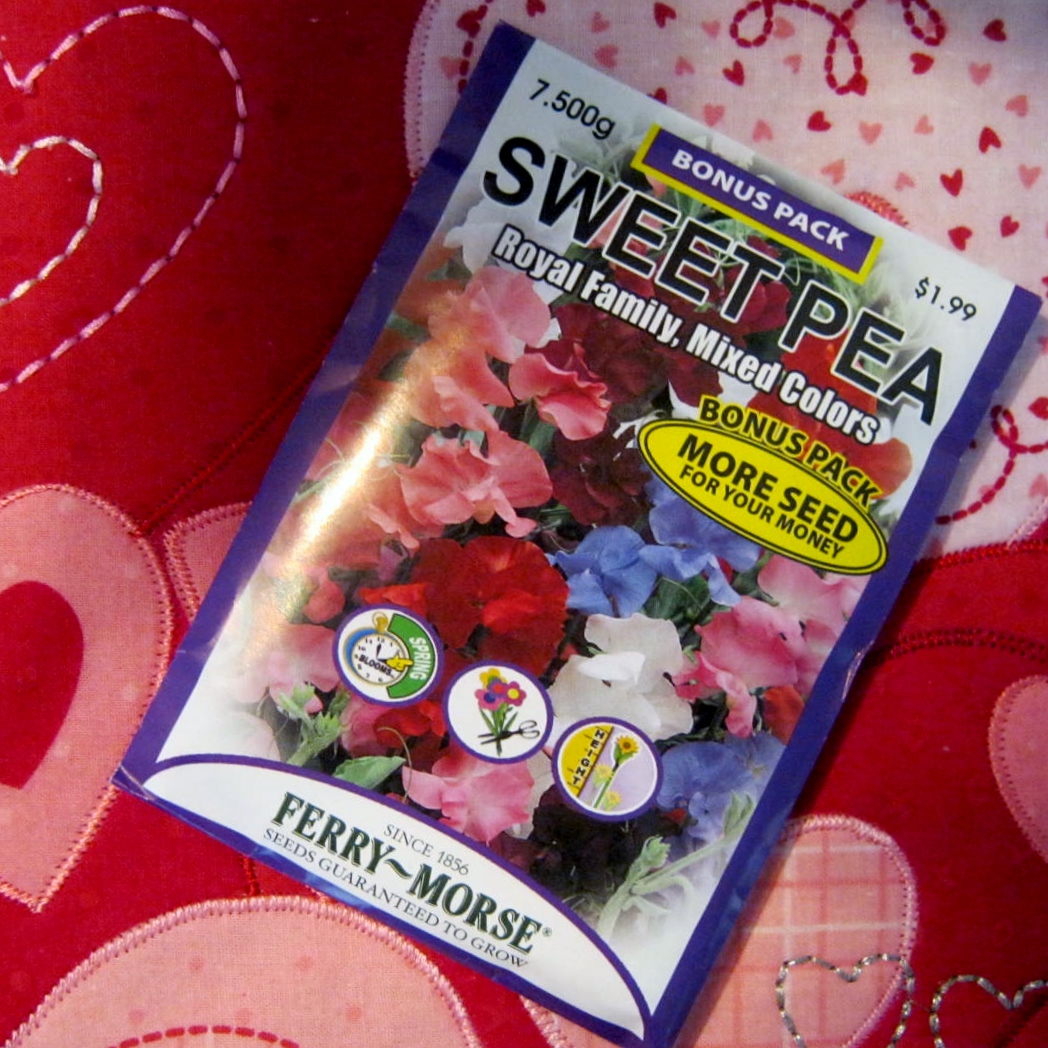 7.500g
BONUS PACK
SWEET PEA
$1.99
Royal Family, Mixed Colors
BONUS PACK
MORE SEED
FOR YOUR MONEY
SPRING
BLOOMS
HEIGHT
SINCE 1856
FERRY~MORSE®
SEEDS GUARANTEED TO GROW